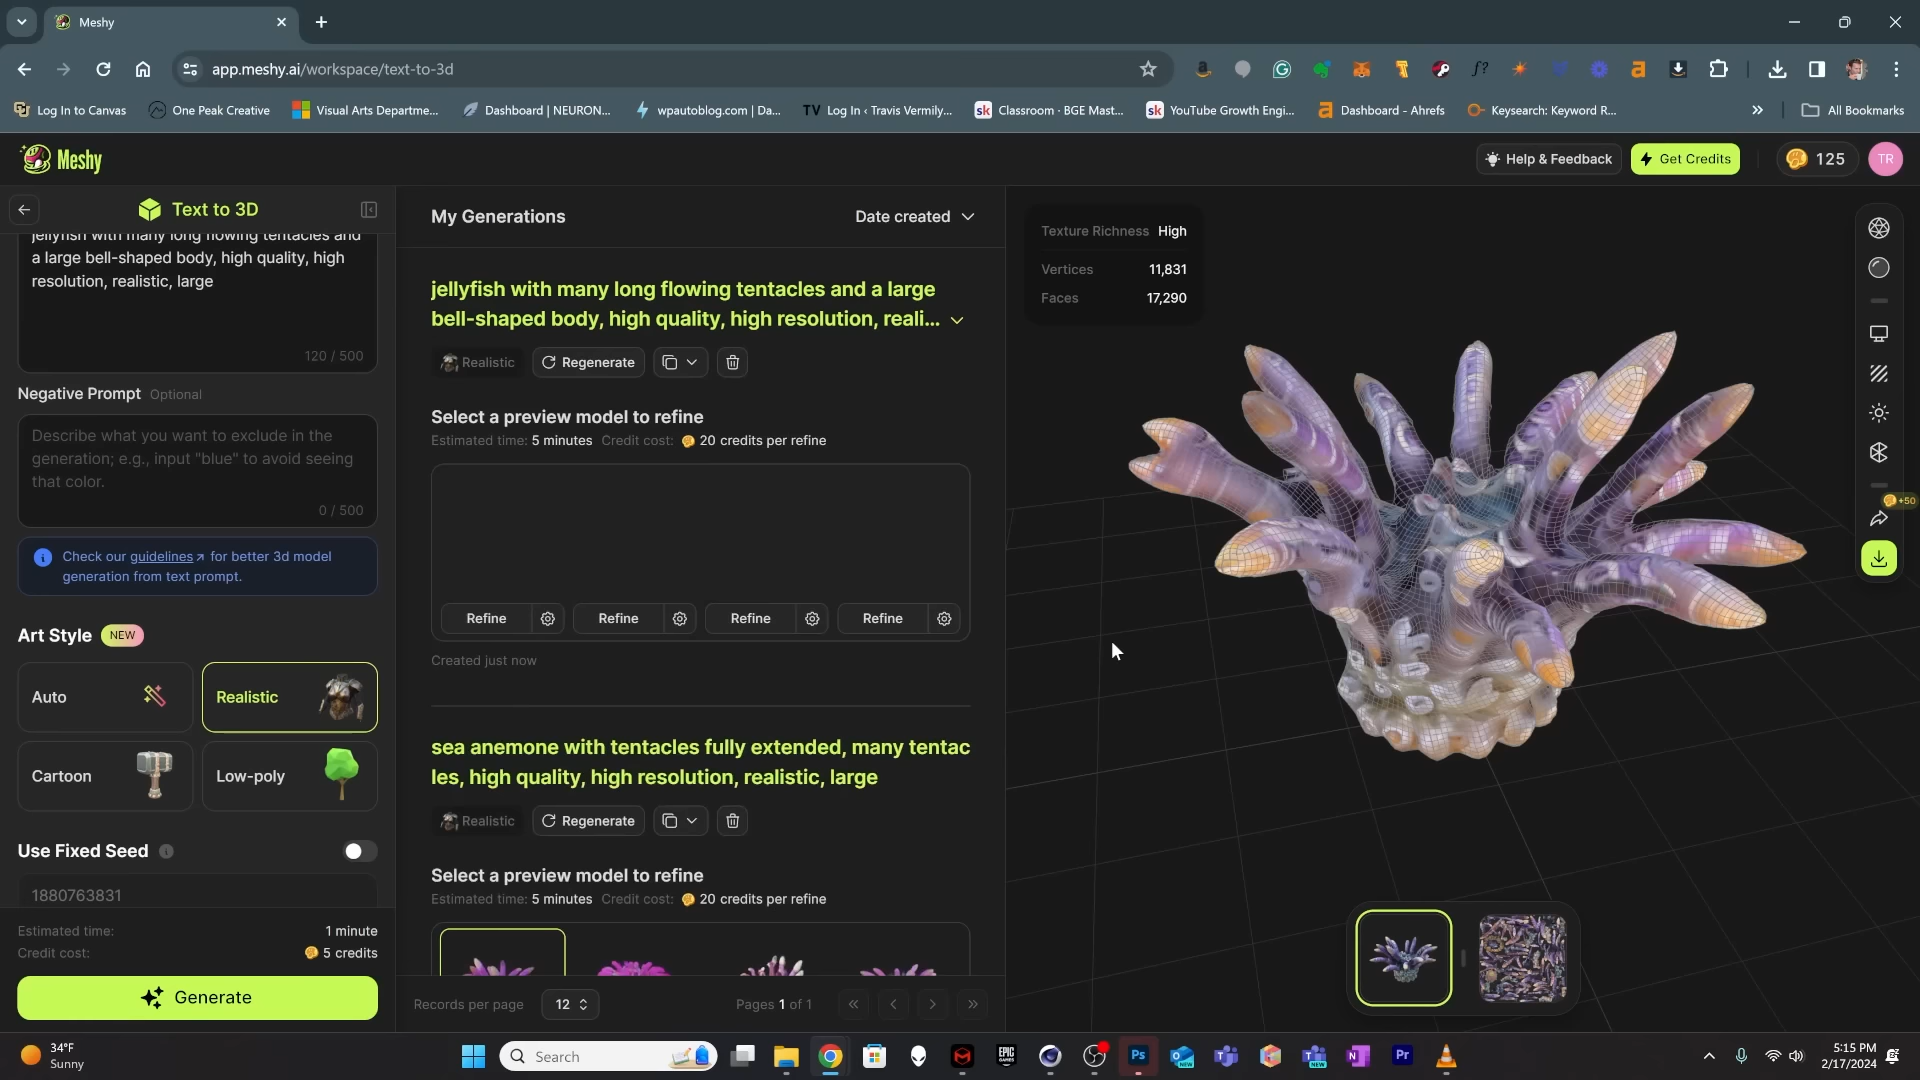 Meshy
app.meshy.ai/workspace/text-to-3d
Log In to Canvas
One Peak Creative
Visual Arts Departme...
Dashboard | NEURON...
wpautoblog.com | Da...
TV Log In ‹ Travis Vermily...
sk Classroom · BGE Mast...
sk YouTube Growth Engi...
Dashboard - Ahrefs
Keysearch: Keyword R...
»
All Bookmarks
Meshy
Help & Feedback
Get Credits
125
TR
Text to 3D
jellyfish with many long flowing tentacles and
a large bell-shaped body, high quality, high
resolution, realistic, large
120 / 500
Negative Prompt Optional
Describe what you want to exclude in the
generation; e.g., input "blue" to avoid seeing
that color.
0 / 500
Check our guidelines for better 3d model
generation from text prompt.
Art Style NEW
Auto
Realistic
Cartoon
Low-poly
Use Fixed Seed
1880763831
Estimated time: 1 minute
Credit cost: 5 credits
Generate
My Generations
Date created
jellyfish with many long flowing tentacles and a large
bell-shaped body, high quality, high resolution, reali...
Realistic
Regenerate
Select a preview model to refine
Estimated time: 5 minutes Credit cost: 20 credits per refine
Refine
Refine
Refine
Refine
Created just now
sea anemone with tentacles fully extended, many tentac
les, high quality, high resolution, realistic, large
Realistic
Regenerate
Select a preview model to refine
Estimated time: 5 minutes Credit cost: 20 credits per refine
Records per page 12
Pages 1 of 1
Texture Richness High
Vertices 11,831
Faces 17,290
+50
34°F
Sunny
Search
EPIC GAMES
Ps
NEW
NEW
N
Pr
5:15 PM
2/17/2024